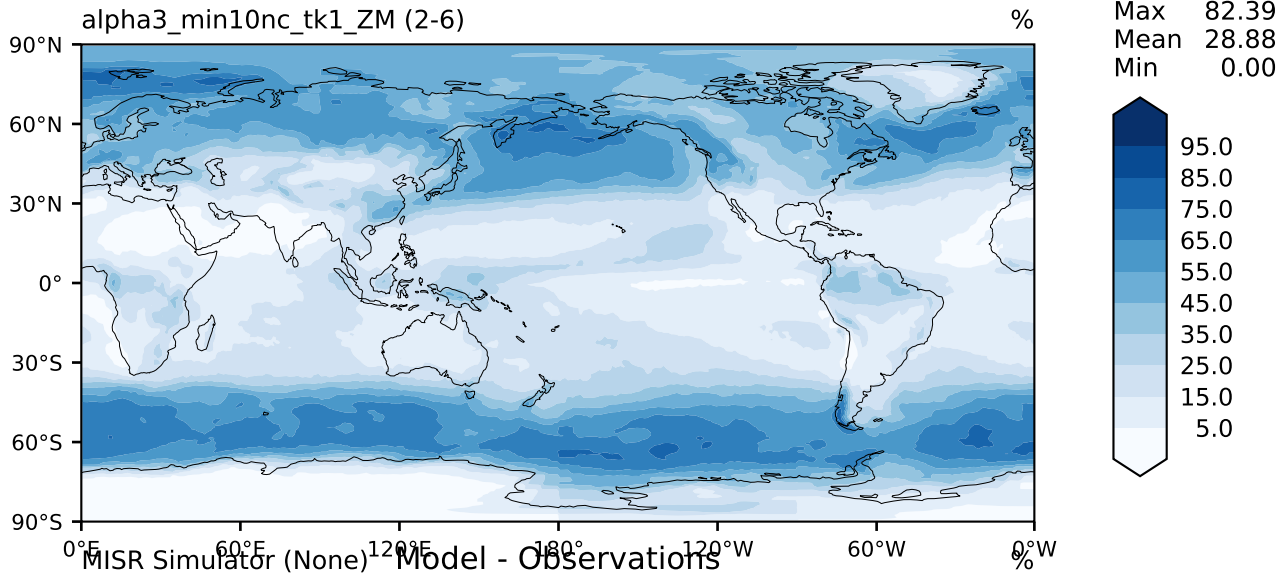 alpha3_min10nc_tk1_ZM (2-6) %
Max 82.39
Mean 28.88
Min 0.00
90°N
60°N
30°N
0°
30°S
60°S
90°S
95.0
85.0
75.0
65.0
55.0
45.0
35.0
25.0
15.0
5.0
0°E 60°E 120°E 180° 120°W 60°W 0°W
MISR Simulator (None) Model - Observations %